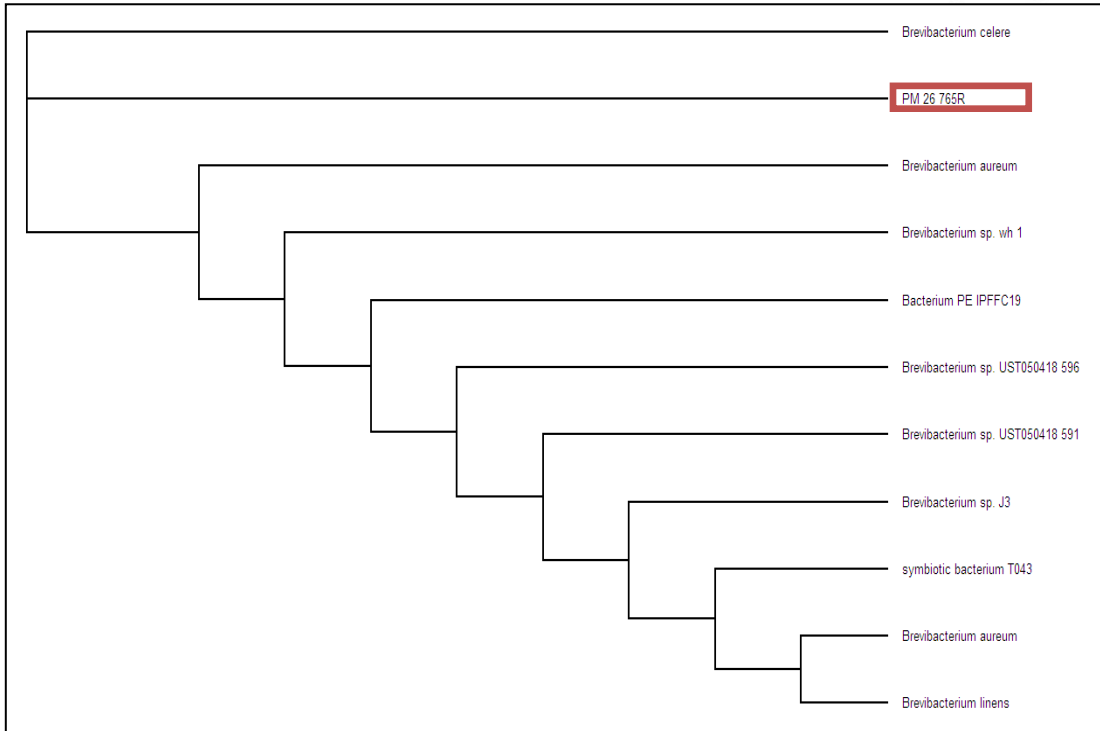 Brevibacterium celere
PM 26 765R
Brevibacterium aureum
Brevibacterium sp. wh 1
Bacterium PE IPFFC19
Brevibacterium sp. UST050418 596
Brevibacterium sp. UST050418 591
Brevibacterium sp. J3
symbiotic bacterium T043
Brevibacterium aureum
Brevibacterium linens